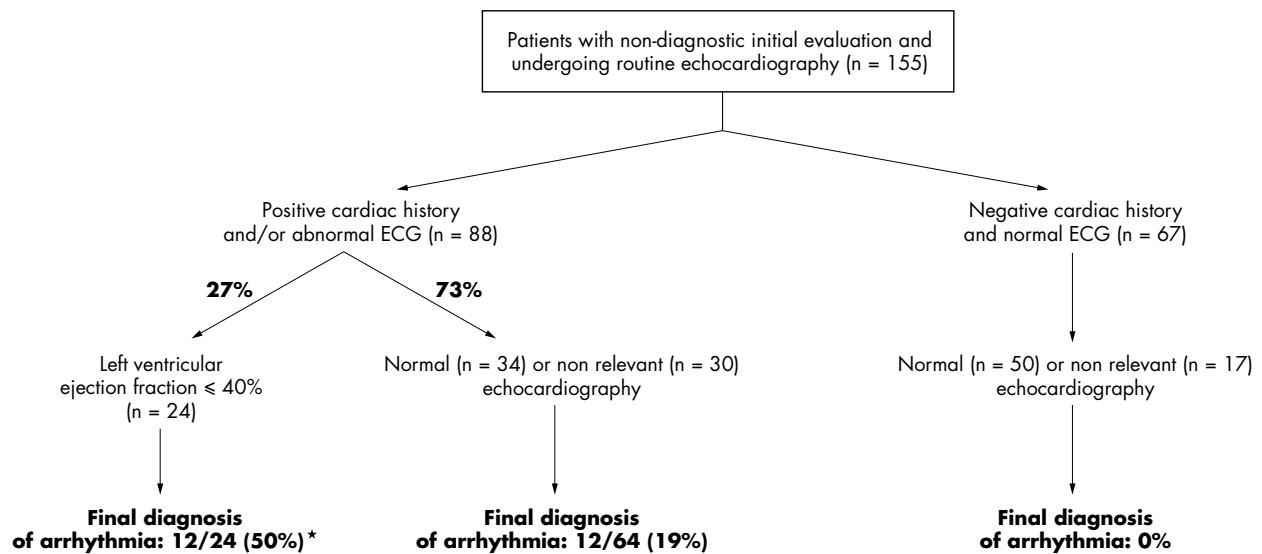 Patients with non-diagnostic initial evaluation and
undergoing routine echocardiography (n = 155)
Positive cardiac history
and/or abnormal ECG (n = 88)
Negative cardiac history
and normal ECG (n = 67)
27%
73%
Left ventricular
ejection fraction ⩽ 40%
(n = 24)
Normal (n = 34) or non relevant (n = 30)
echocardiography
Normal (n = 50) or non relevant (n = 17)
echocardiography
Final diagnosis
of arrhythmia: 12/24 (50%)★
Final diagnosis
of arrhythmia: 12/64 (19%)
Final diagnosis
of arrhythmia: 0%